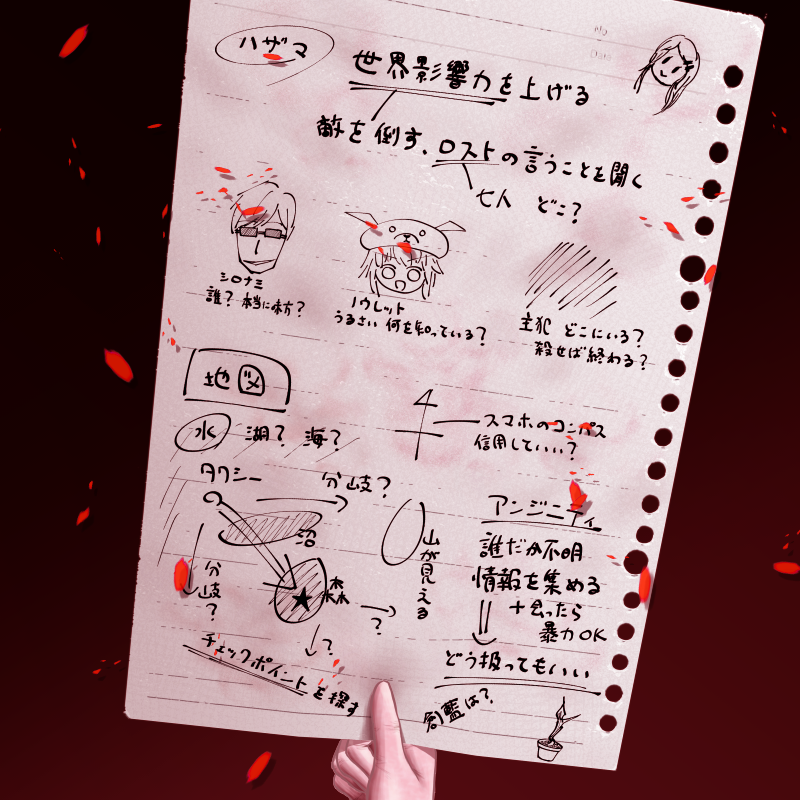 No
Date
ハザマ
世界影響力を上げる
敵を倒す、ロストの言うことを聞く
七人 どこ?
シロナミ
誰?本当に味方?
ノウレット
うるさい 何を知っている?
主犯 どこにいる?
殺せば終わる?
地図
水 湖? 海?
スマホのコンパス
信用していい?
タクシー
分岐?
沼
分岐?
森
?
?
山が見える
チェックポイントを探す
アンジニティ
誰だか不明
情報を集める
+会ったら
暴力OK
どう扱ってもいい
創藍は?